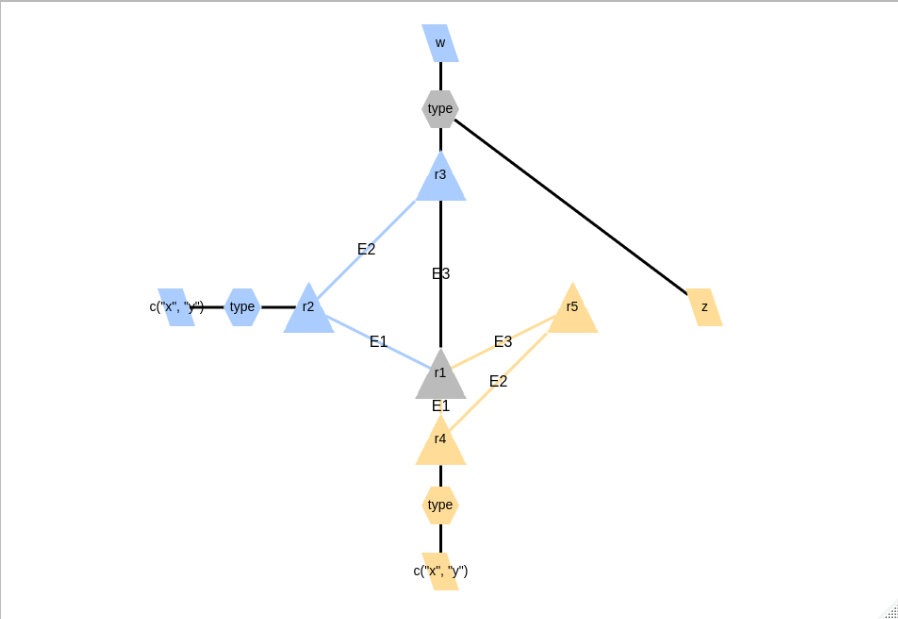 w
type
r3
E2
E3
c("x", "y")
type
r2
r5
z
E1
E3
r1
E2
E1
r4
type
c("x", "y")